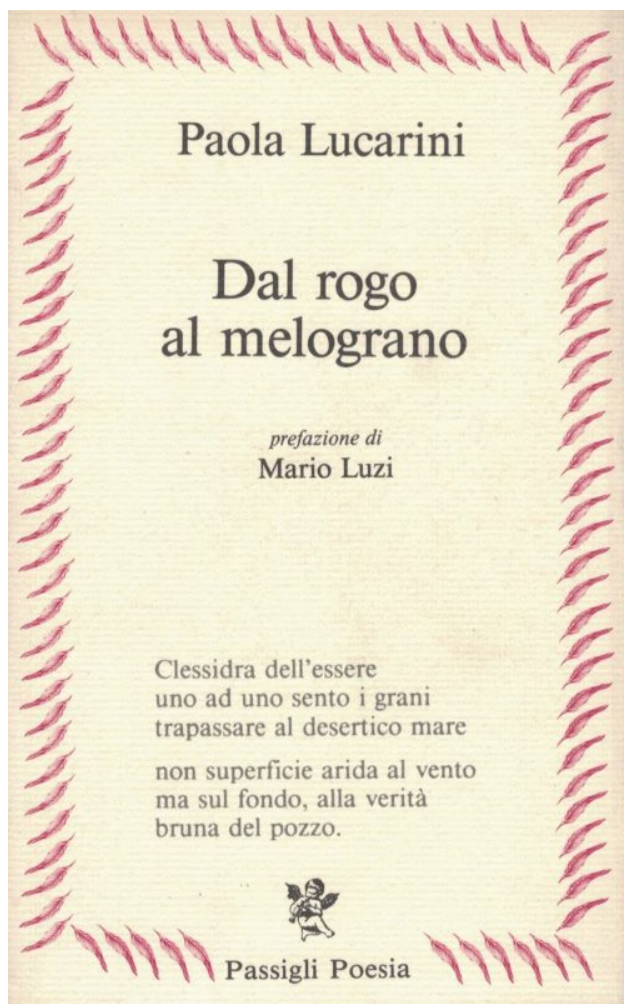 Paola Lucarini
Dal rogo
al melograno
prefazione di
Mario Luzi
Clessidra dell'essere
uno ad uno sento i grani
trapassare al desertico mare
non superficie arida al vento
ma sul fondo, alla verità
bruna del pozzo.
Passigli Poesia